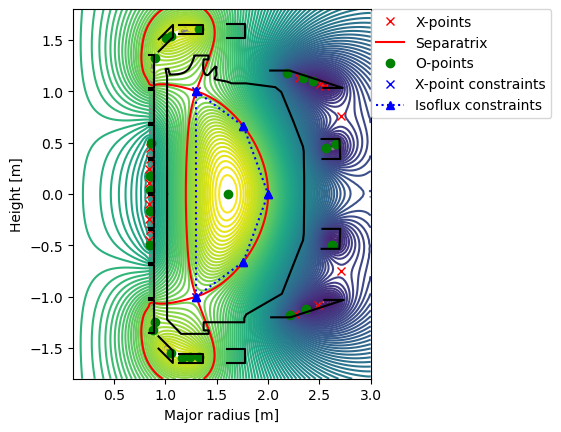 X-points
Separatrix
O-points
X-point constraints
Isoflux constraints
Height [m]
1.5
1.0
0.5
0.0
−0.5
−1.0
−1.5
0.5 1.0 1.5 2.0 2.5 3.0
Major radius [m]